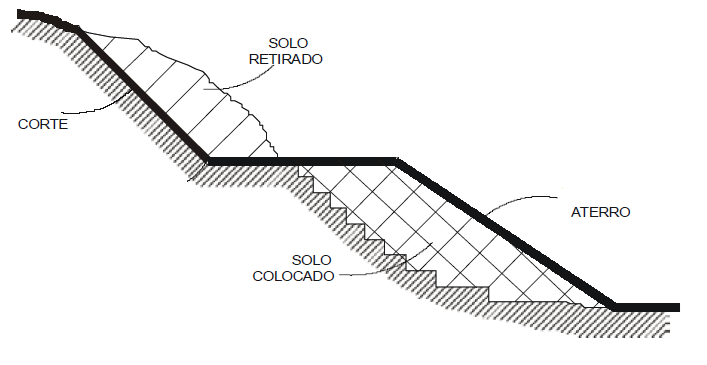 SOLO
RETIRADO
CORTE
ATERRO
SOLO
COLOCADO